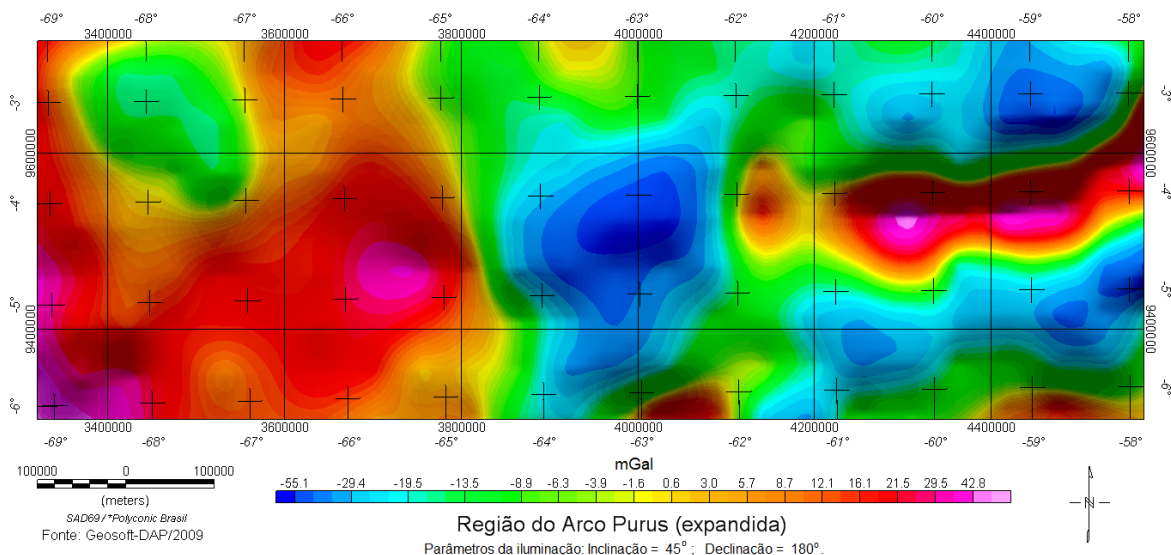 -69° -68° -67° -66° -65° -64° -63° -62° -61° -60° -59° -58°
3400000 3600000 3800000 4000000 4200000 4400000
-3° -3°
9600000 9600000
-4° -4°
-5° -5°
9400000 9400000
-6° -6°
3400000 3600000 3800000 4000000 4200000 4400000
-69° -68° -67° -66° -65° -64° -63° -62° -61° -60° -59° -58°
mGal
100000 0 100000
(meters)
SAD69 / *Polyconic Brasil
Fonte: Geosoft-DAP/2009
-55.1 -29.4 -19.5 -13.5 -8.9 -6.3 -3.9 -1.6 0.6 3.0 5.7 8.7 12.1 16.1 21.5 29.5 42.8
Região do Arco Purus (expandida)
Parâmetros da iluminação: Inclinação = 45° ; Declinação = 180°.
N